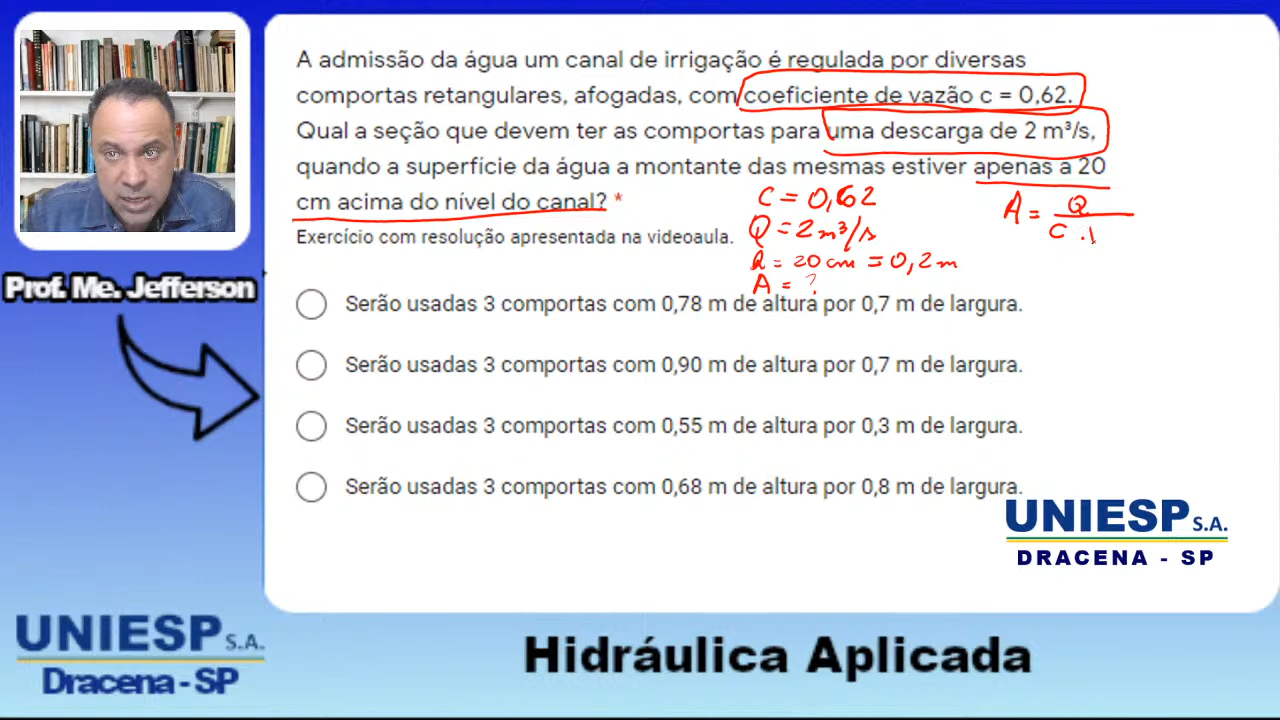 A admissão da água um canal de irrigação é regulada por diversas
comportas retangulares, afogadas, com coeficiente de vazão c = 0,62.
Qual a seção que devem ter as comportas para uma descarga de 2 m³/s,
quando a superfície da água a montante das mesmas estiver apenas a 20
cm acima do nível do canal? *
Exercício com resolução apresentada na videoaula.
C = 0,62
Q = 2 m³/s
R = 20 cm = 0,2 m
A = ?
A = Q
C .
Serão usadas 3 comportas com 0,78 m de altura por 0,7 m de largura.
Serão usadas 3 comportas com 0,90 m de altura por 0,7 m de largura.
Serão usadas 3 comportas com 0,55 m de altura por 0,3 m de largura.
Serão usadas 3 comportas com 0,68 m de altura por 0,8 m de largura.
Prof. Me. Jefferson
UNIESP S.A.
DRACENA - SP
UNIESP S.A.
Dracena - SP
Hidráulica Aplicada